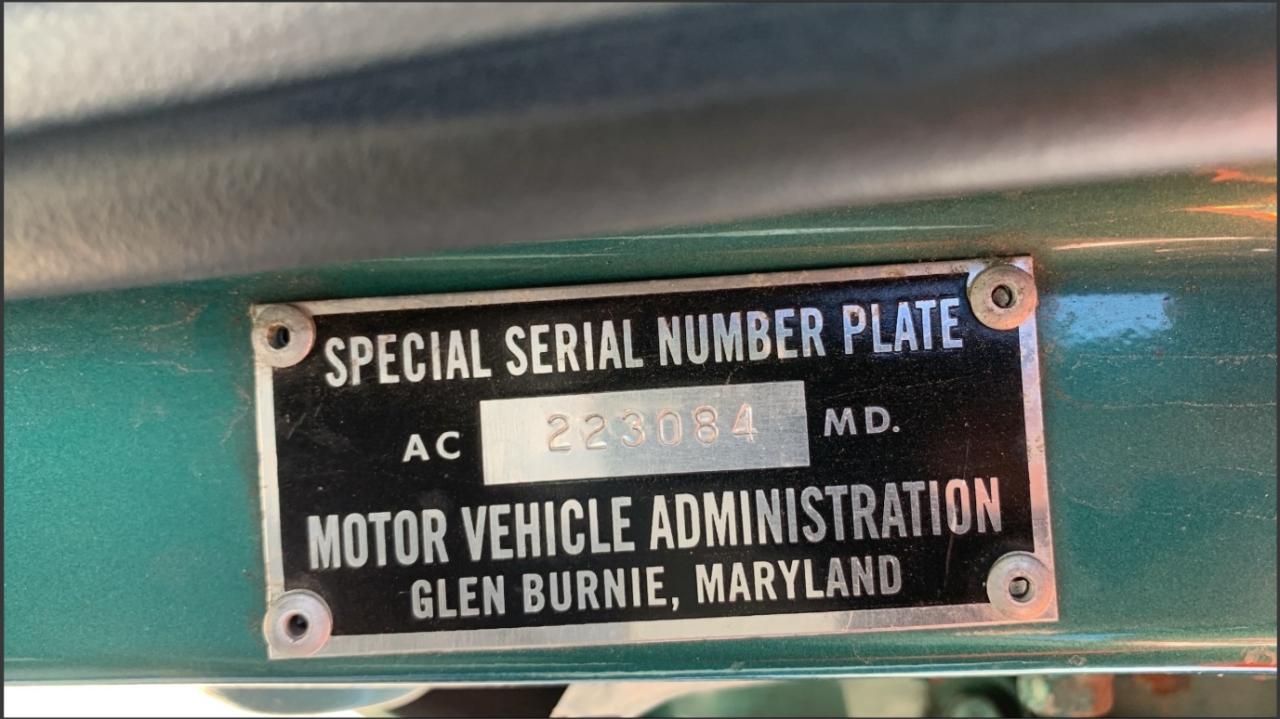 SPECIAL SERIAL NUMBER PLATE
AC 223084 MD.
MOTOR VEHICLE ADMINISTRATION
GLEN BURNIE, MARYLAND